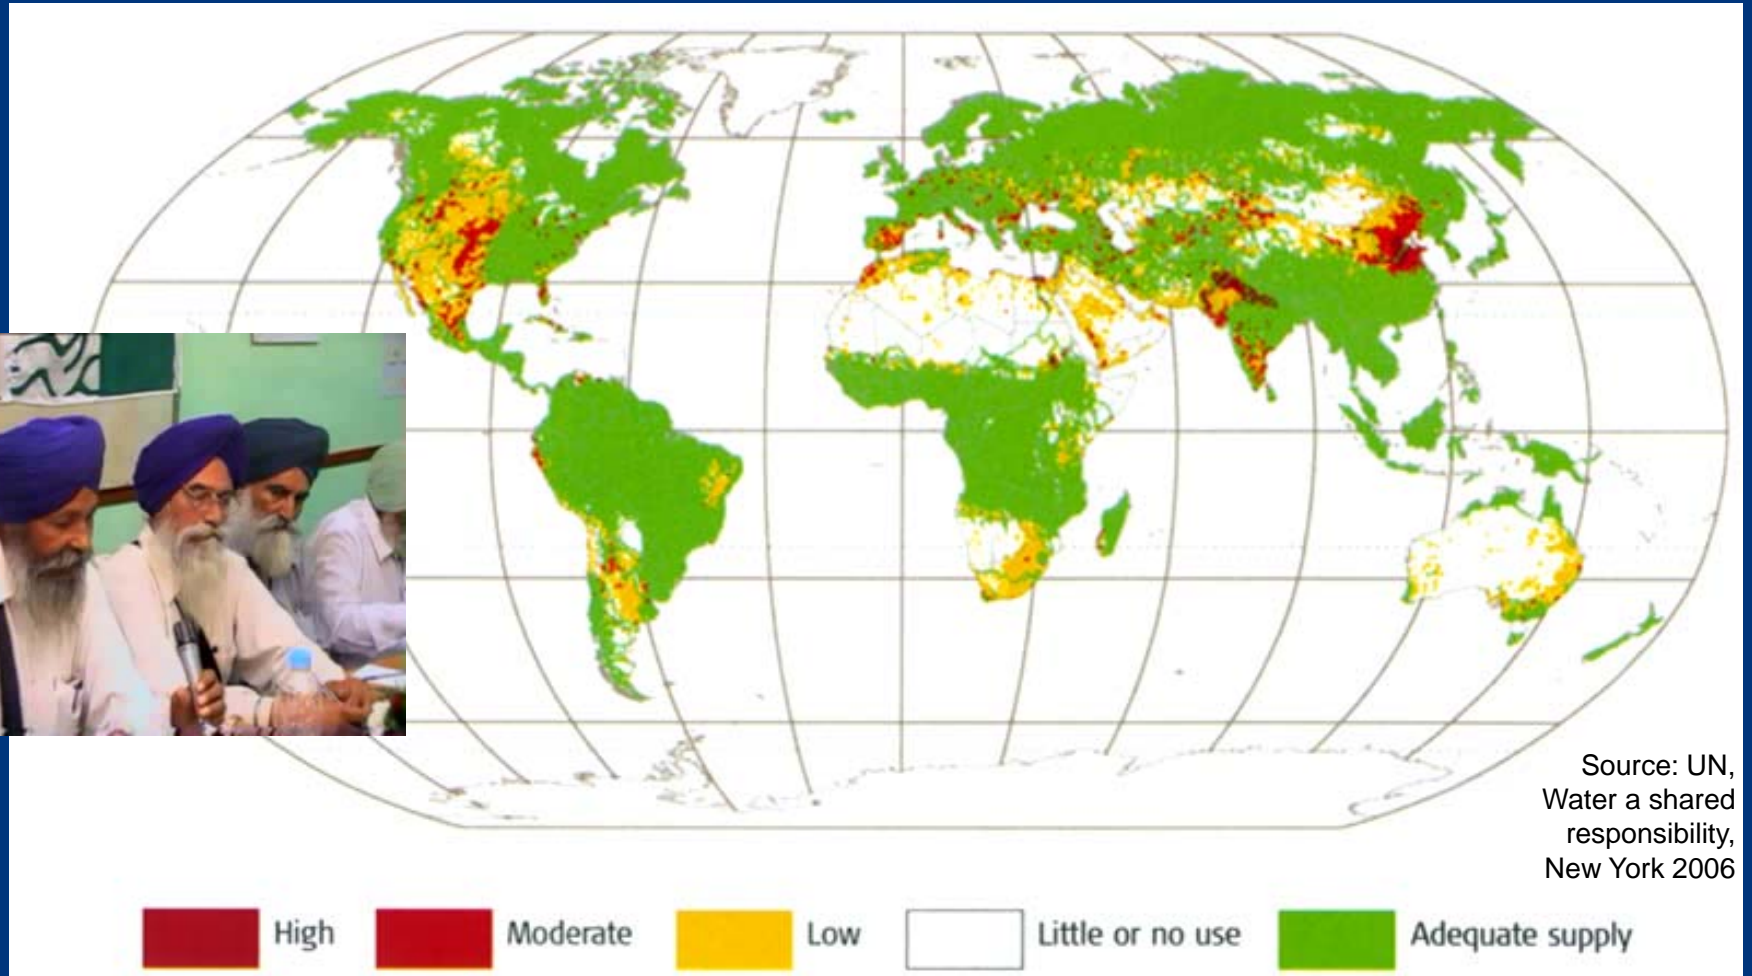 Source: UN,
Water a shared
responsibility,
New York 2006
High Moderate Low Little or no use Adequate supply